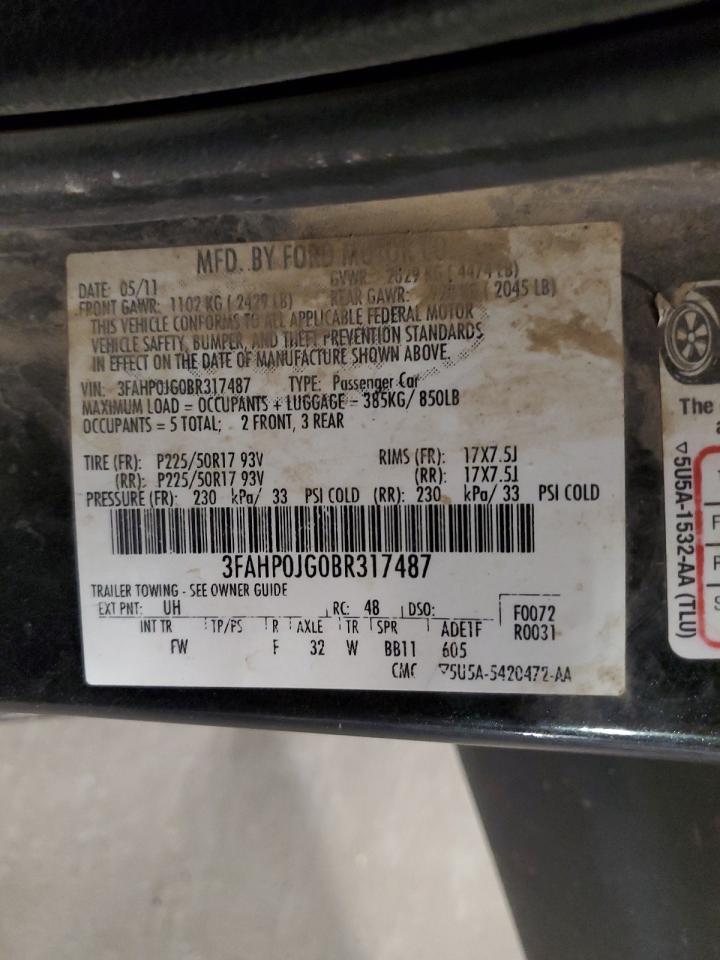 MFD. BY FORD MOTOR CO.
DATE: 05/11 GVWR: 2029 KG ( 4474 LB)
FRONT GAWR: 1102 KG ( 2429 LB) REAR GAWR: KG ( 2045 LB)
THIS VEHICLE CONFORMS TO ALL APPLICABLE FEDERAL MOTOR
VEHICLE SAFETY, BUMPER, AND THEFT PREVENTION STANDARDS
IN EFFECT ON THE DATE OF MANUFACTURE SHOWN ABOVE.
VIN: 3FAHP0JG0BR317487 TYPE: Passenger Car
MAXIMUM LOAD = OCCUPANTS + LUGGAGE = 385KG/ 850LB
OCCUPANTS = 5 TOTAL; 2 FRONT, 3 REAR
TIRE (FR): P225/50R17 93V RIMS (FR): 17X7.5J
(RR): P225/50R17 93V (RR): 17X7.5J
PRESSURE (FR): 230 kPa/ 33 PSI COLD (RR): 230 kPa/ 33 PSI COLD
3FAHP0JG0BR317487
TRAILER TOWING - SEE OWNER GUIDE
EXT PNT: UH RC: 48 DSO: F0072
INT TR TP/PS R AXLE TR SPR ADETF R0031
FW F 32 W BB11 605
CMC ▽5U5A-5420472-AA
The
▽5U5A-1532-AA (TLU)